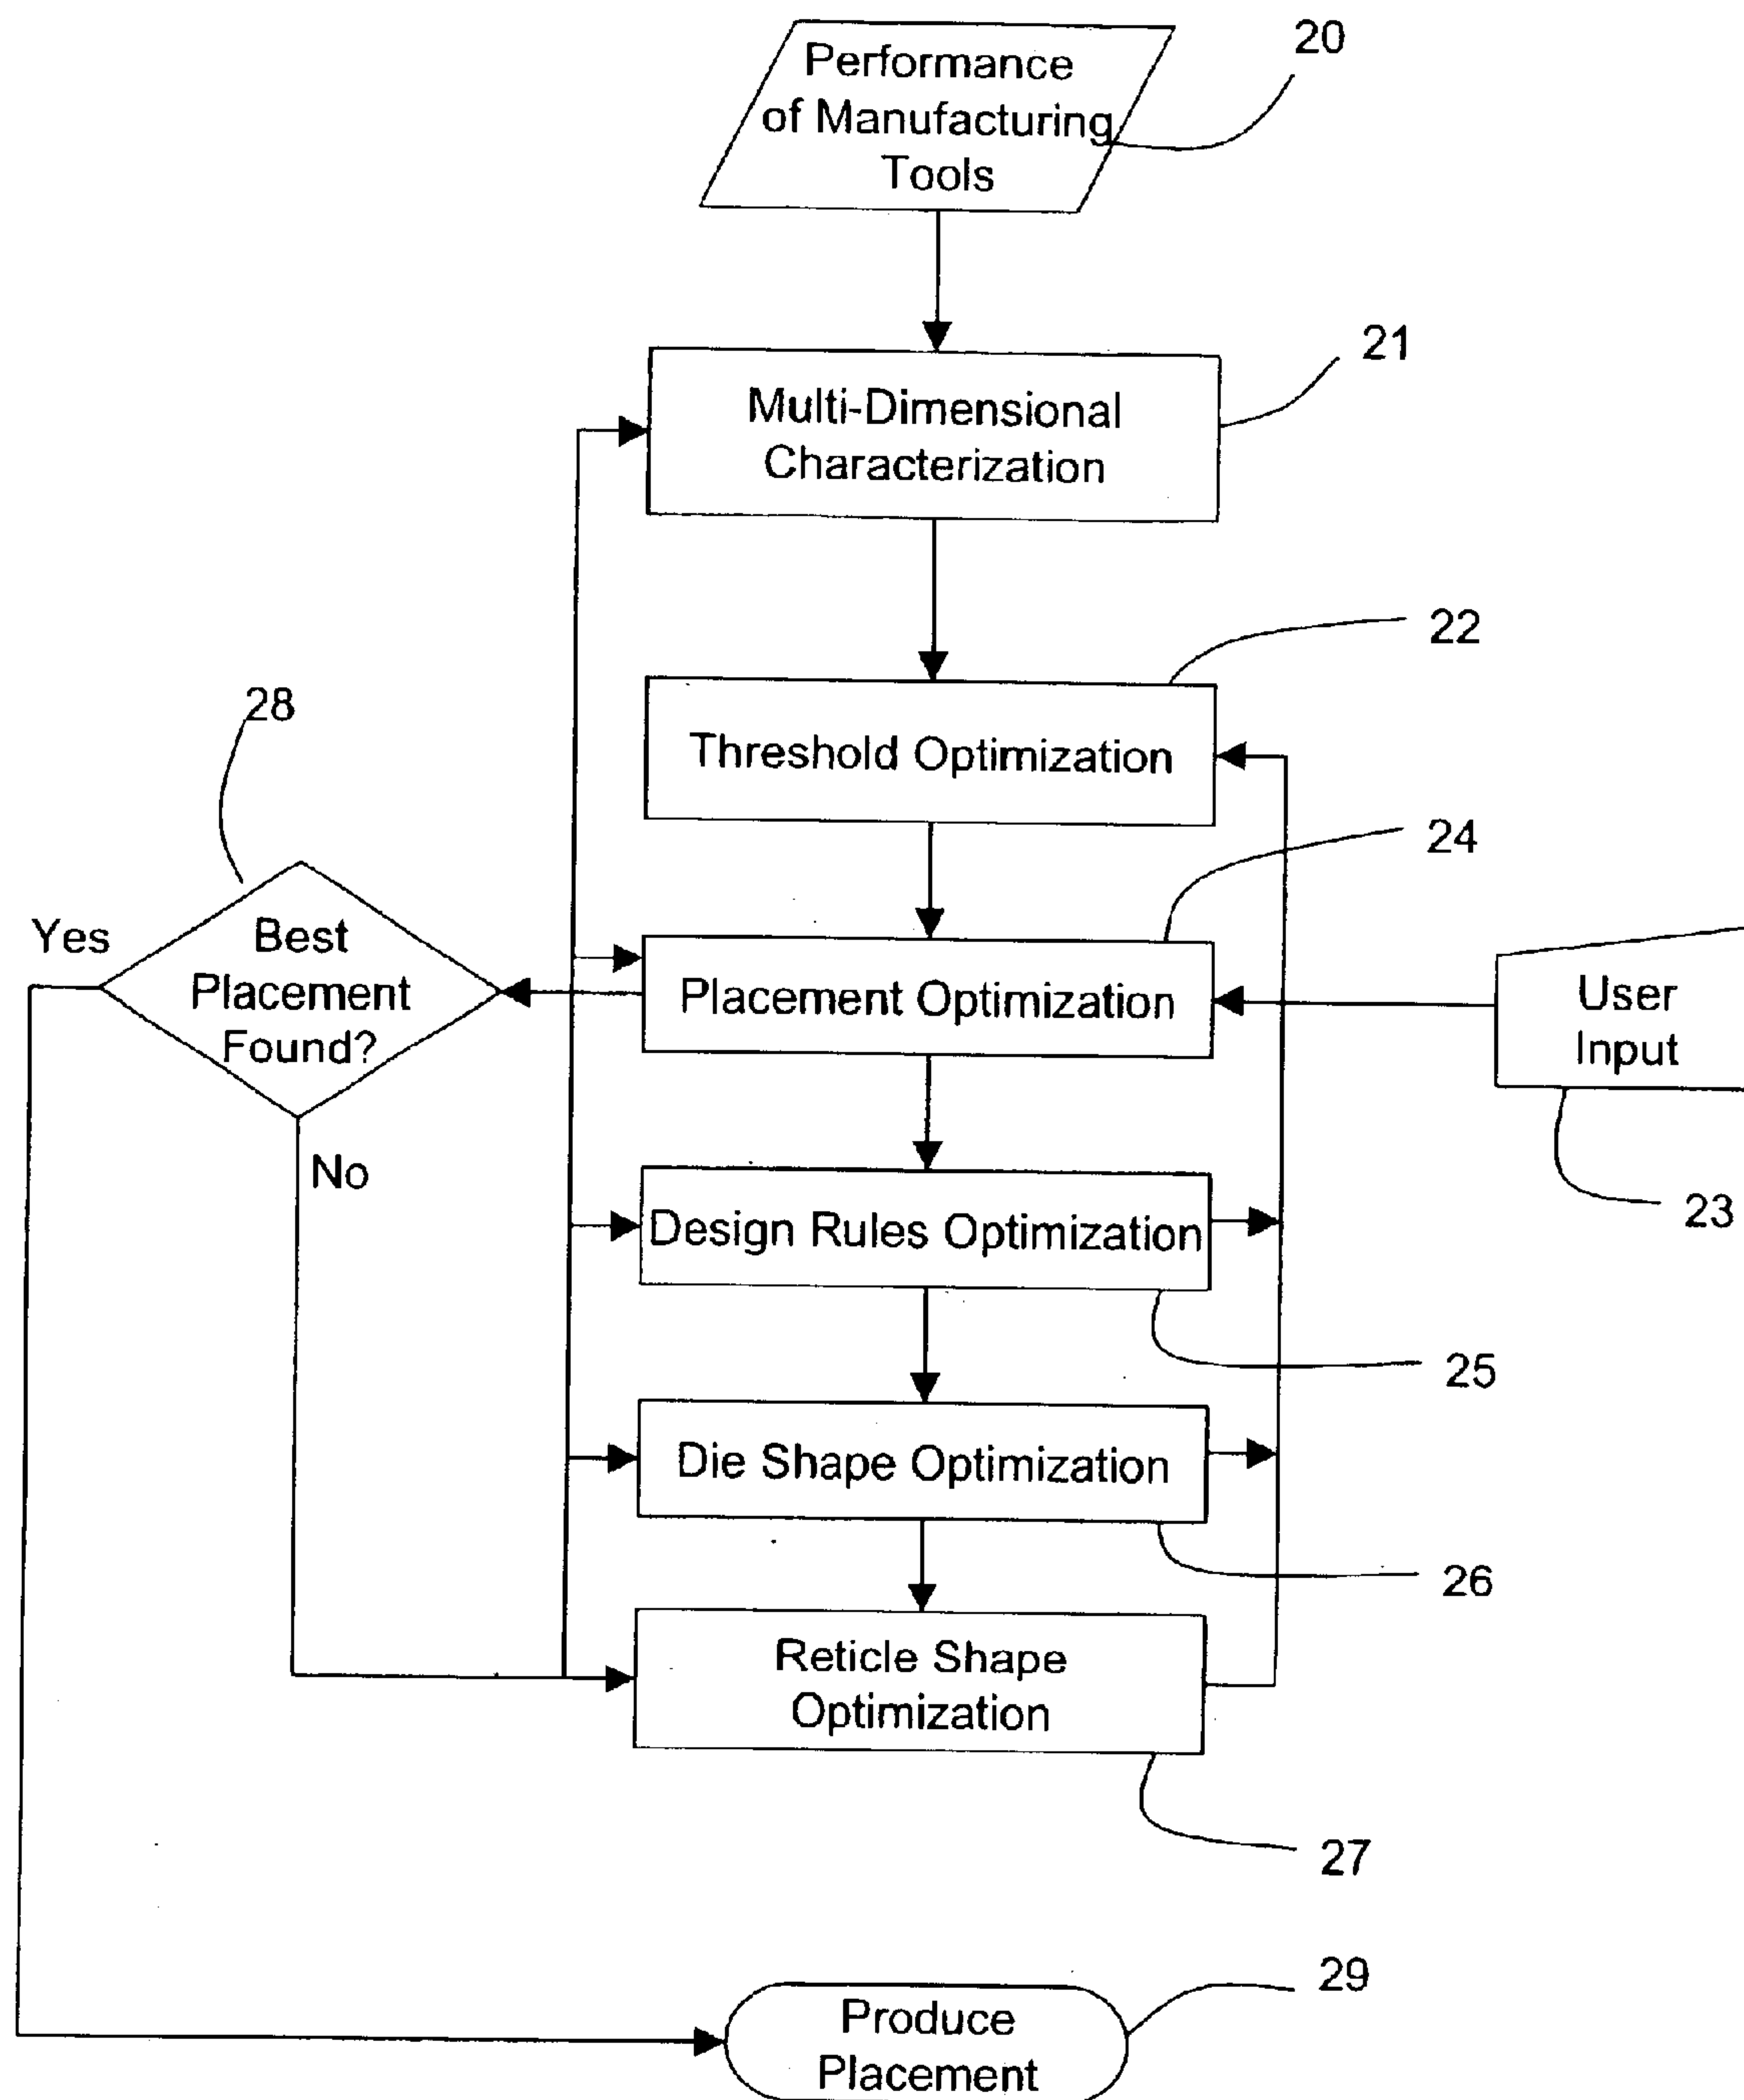 Performance
of Manufacturing
Tools
20
Multi-Dimensional
Characterization
21
Threshold Optimization
22
28
Yes
Best
Placement
Found?
No
Placement Optimization
24
User
Input
23
Design Rules Optimization
25
Die Shape Optimization
26
Reticle Shape
Optimization
27
Produce
Placement
29